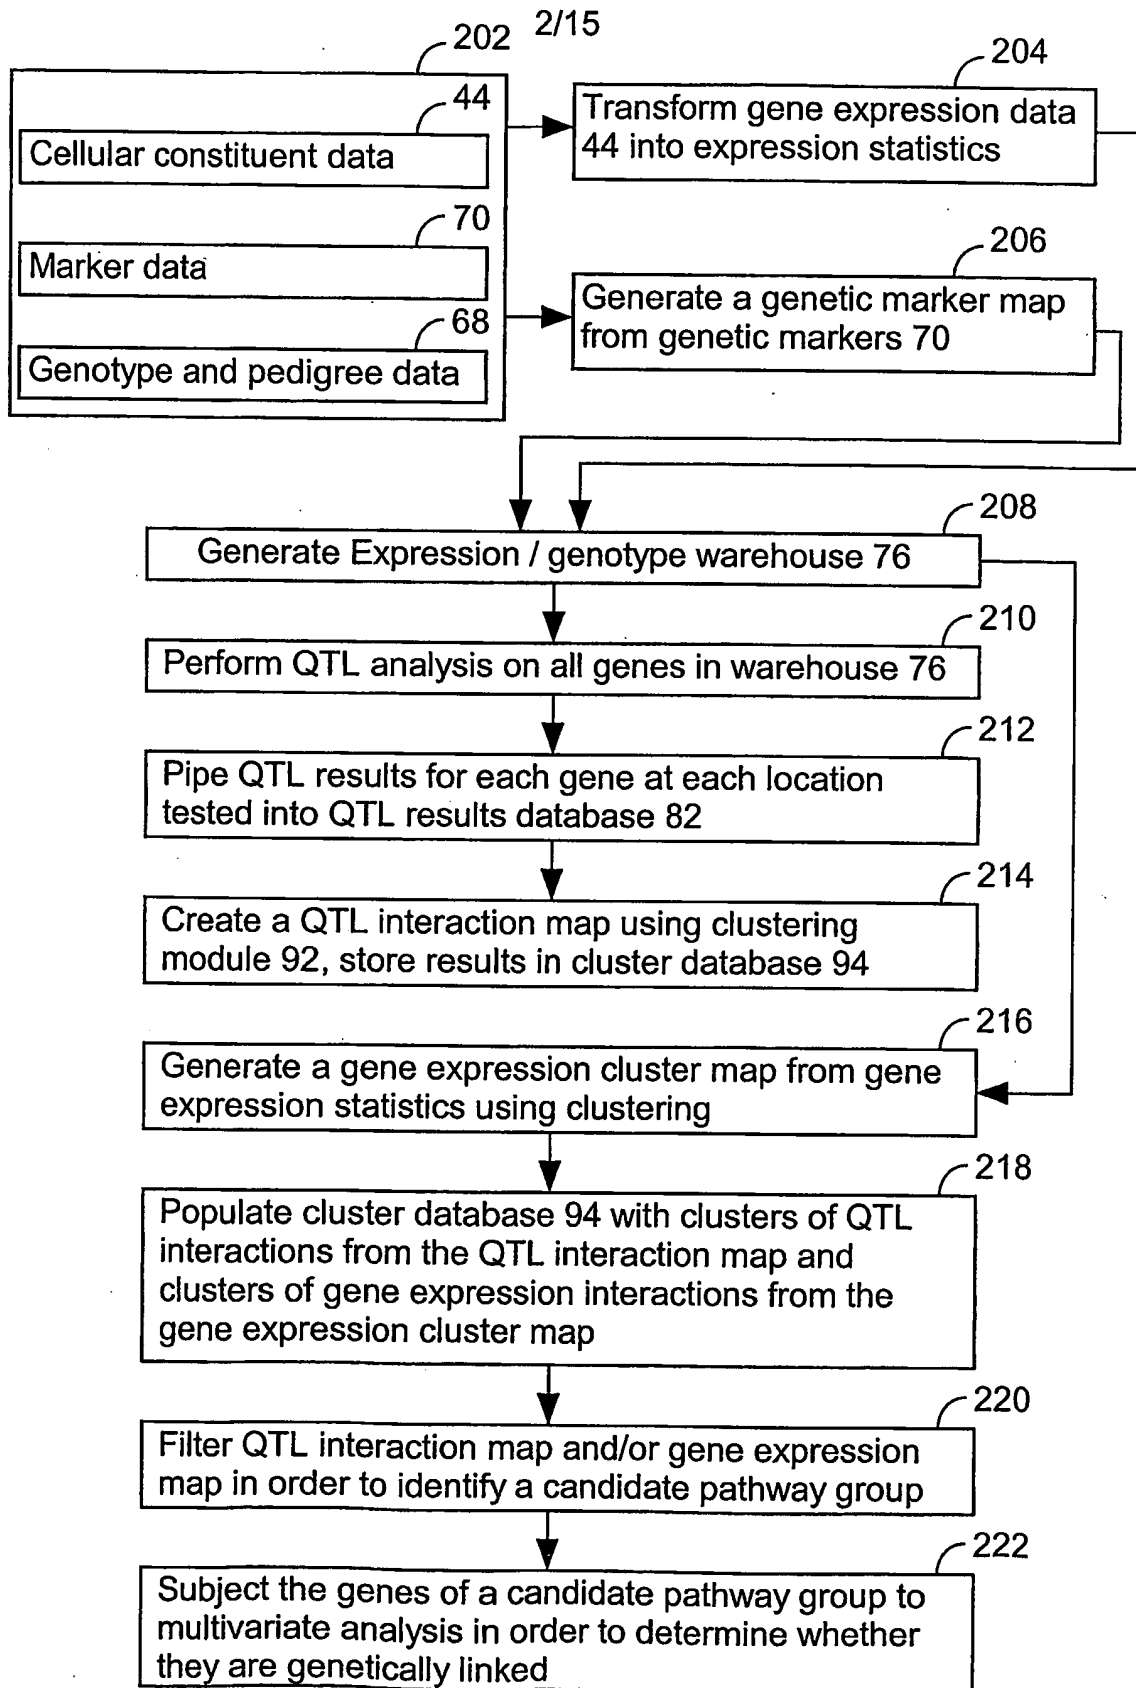 2/15
202
44
Cellular constituent data
70
Marker data
68
Genotype and pedigree data
204
Transform gene expression data
44 into expression statistics
206
Generate a genetic marker map
from genetic markers 70
208
Generate Expression / genotype warehouse 76
210
Perform QTL analysis on all genes in warehouse 76
212
Pipe QTL results for each gene at each location
tested into QTL results database 82
214
Create a QTL interaction map using clustering
module 92, store results in cluster database 94
216
Generate a gene expression cluster map from gene
expression statistics using clustering
218
Populate cluster database 94 with clusters of QTL
interactions from the QTL interaction map and
clusters of gene expression interactions from the
gene expression cluster map
220
Filter QTL interaction map and/or gene expression
map in order to identify a candidate pathway group
222
Subject the genes of a candidate pathway group to
multivariate analysis in order to determine whether
they are genetically linked